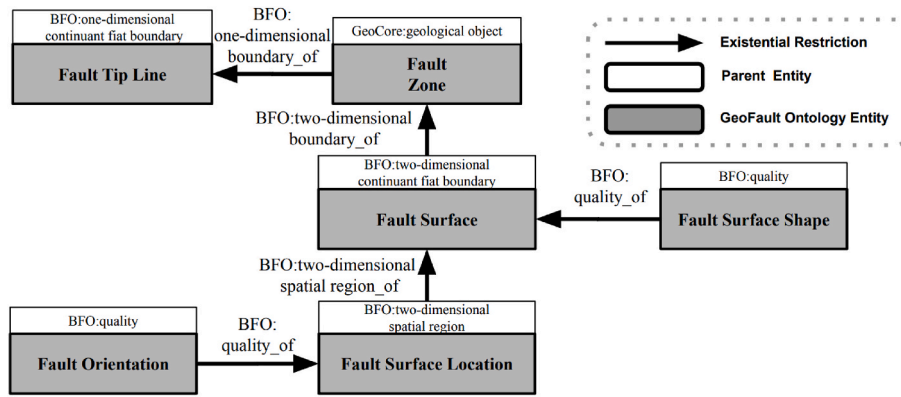 BFO:one-dimensional
continuant fiat boundary
Fault Tip Line
BFO:
one-dimensional
boundary_of
GeoCore:geological object
Fault
Zone
Existential Restriction
Parent Entity
GeoFault Ontology Entity
BFO:two-dimensional
boundary_of
BFO:two-dimensional
continuant fiat boundary
Fault Surface
BFO:
quality_of
BFO:quality
Fault Surface Shape
BFO:two-dimensional
spatial region_of
BFO:quality
Fault Orientation
BFO:
quality_of
BFO:two-dimensional
spatial region
Fault Surface Location